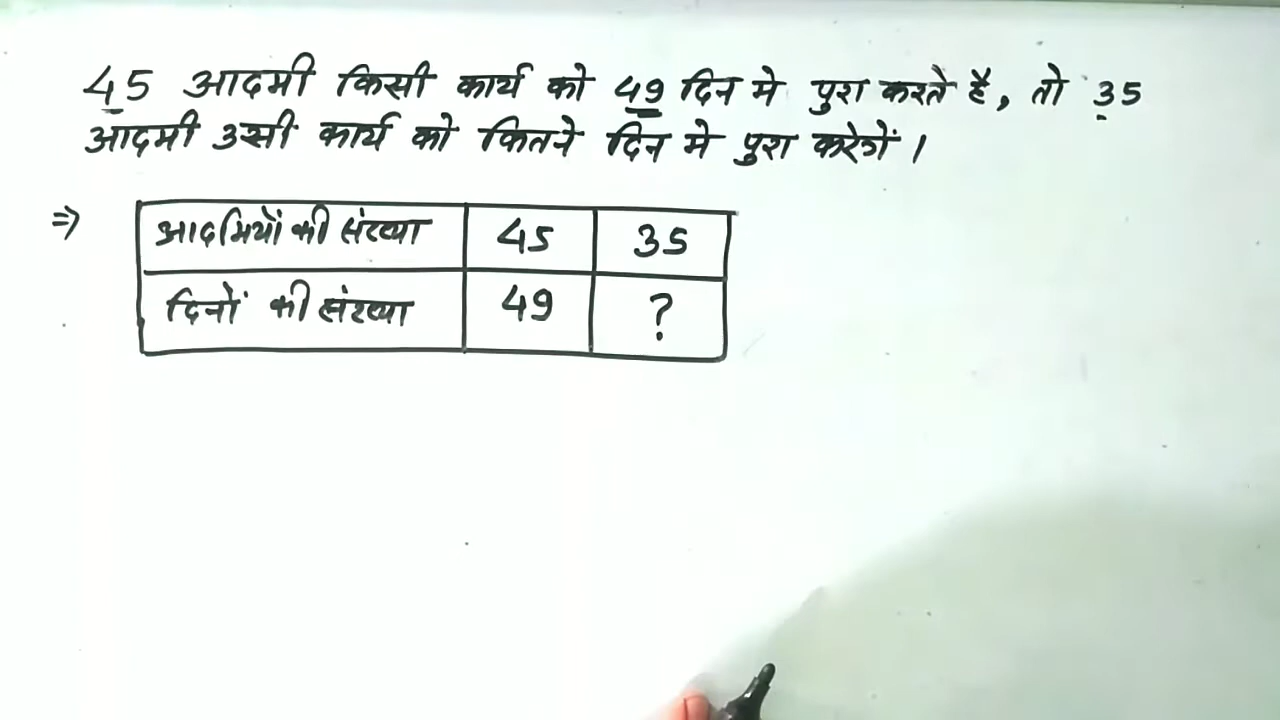 45 आदमी किसी कार्य को 49 दिन मे पुरा करते है, तो 35
आदमी उसी कार्य को कितने दिन मे पुरा करेगें ।
⇒ आदमियों की संख्या 45 35
दिनों की संख्या 49 ?